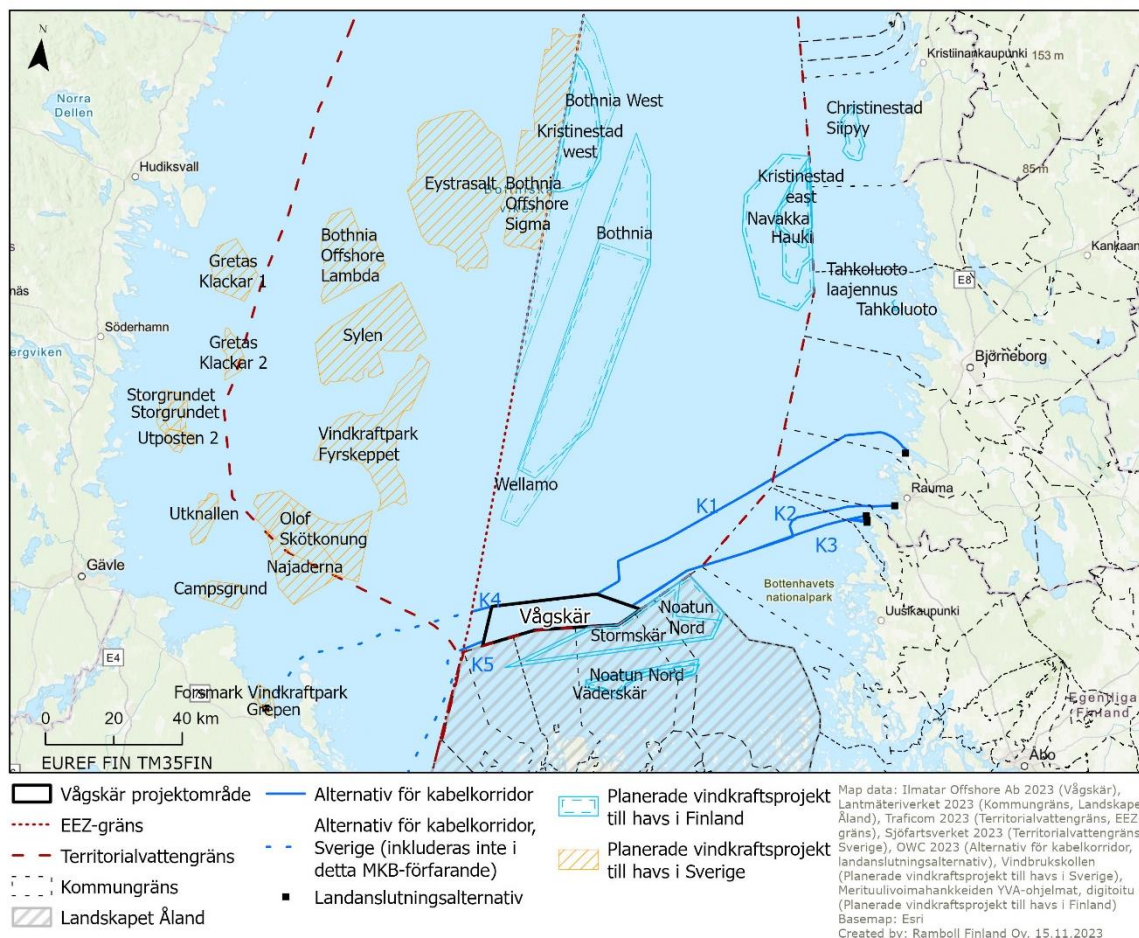 N
Kristiinankaupunki
153 m
Norra
Dellen
Bothnia West
Christinestad
Siipyy
Kristinestad
west
Hudiksvall
85 m
Eystrasalt
Bothnia
Offshore
Sigma
Kristinestad
east
Navakka
Hauki
Bothnia
Bothnia
Offshore
Lambda
Kankaan
Gretas
Klackar 1
Tahkoluoto
laajennus
Tahkoluoto
E8
näs
Söderhamn
Sylen
ergviken
Gretas
Klackar 2
Björneborg
Storgrundet
Storgrundet
Utposten 2
Vindkraftpark
Fyrskeppet
Wellamo
K1
Rauma
Utknallen
Olof
Skötkonung
K2
K3
Najaderna
Gävle
Campsgrund
Bottenhavets
nationalpark
K4
Vågskär
Noatun
Nord
Uusikaupunki
Stormskär
K5
E4
Noatun Nord
Väderskär
Forsmark Vindkraftpark
Grepen
Egentliga
Finland
0 20 40 km
EUREF FIN TM35FIN
Åbo
Vågskär projektområde
EEZ-gräns
Territorialvattengräns
Kommungräns
Landskapet Åland
Alternativ för kabelkorridor
Alternativ för kabelkorridor,
Sverige (inkluderas inte i
detta MKB-förfarande)
Landanslutningsalternativ
Planerade vindkraftsprojekt
till havs i Finland
Planerade vindkraftsprojekt
till havs i Sverige
Map data: Ilmatar Offshore Ab 2023 (Vågskär),
Lantmäteriverket 2023 (Kommungräns, Landskape
Åland), Traficom 2023 (Territorialvattengräns, EEZ
gräns), Sjöfartsverket 2023 (Territorialvattengräns
Sverige), OWC 2023 (Alternativ för kabelkorridor,
landanslutningsalternativ), Vindbrukskollen
(Planerade vindkraftsprojekt till havs i Sverige),
Merituulivoimahankkeiden YVA-ohjelmat, digitoitu
(Planerade vindkraftsprojekt till havs i Finland)
Basemap: Esri
Created by: Ramboll Finland Oy, 15.11.2023